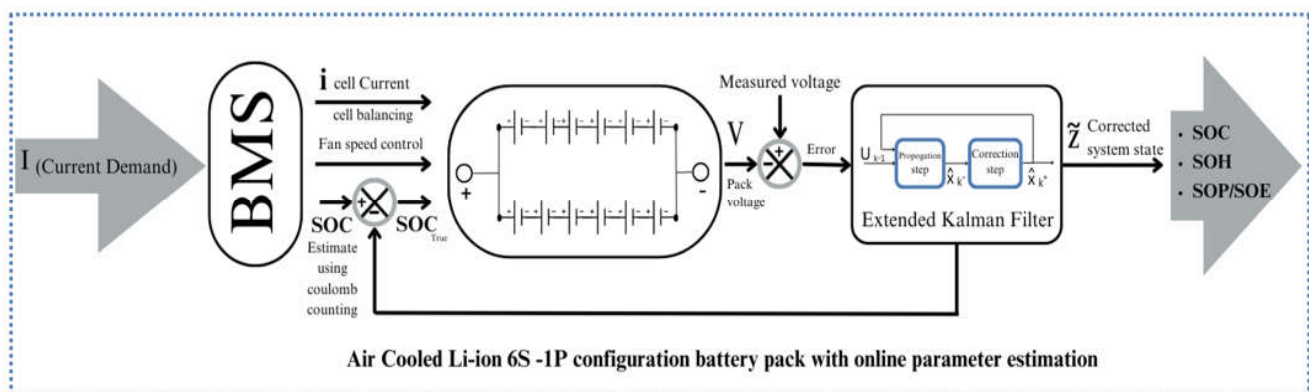 I (Current Demand)
BMS
i cell Current
cell balancing
Fan speed control
SOC
Estimate
using
coulomb
counting
+
-
SOC
True
+
-
V
Pack
voltage
Measured voltage
+
-
Error
U k-1
Propogation
step
x̂ k-
Correction
step
x̂ k+
Extended Kalman Filter
z̃ Corrected
system state
• SOC
• SOH
• SOP/SOE
Air Cooled Li-ion 6S -1P configuration battery pack with online parameter estimation